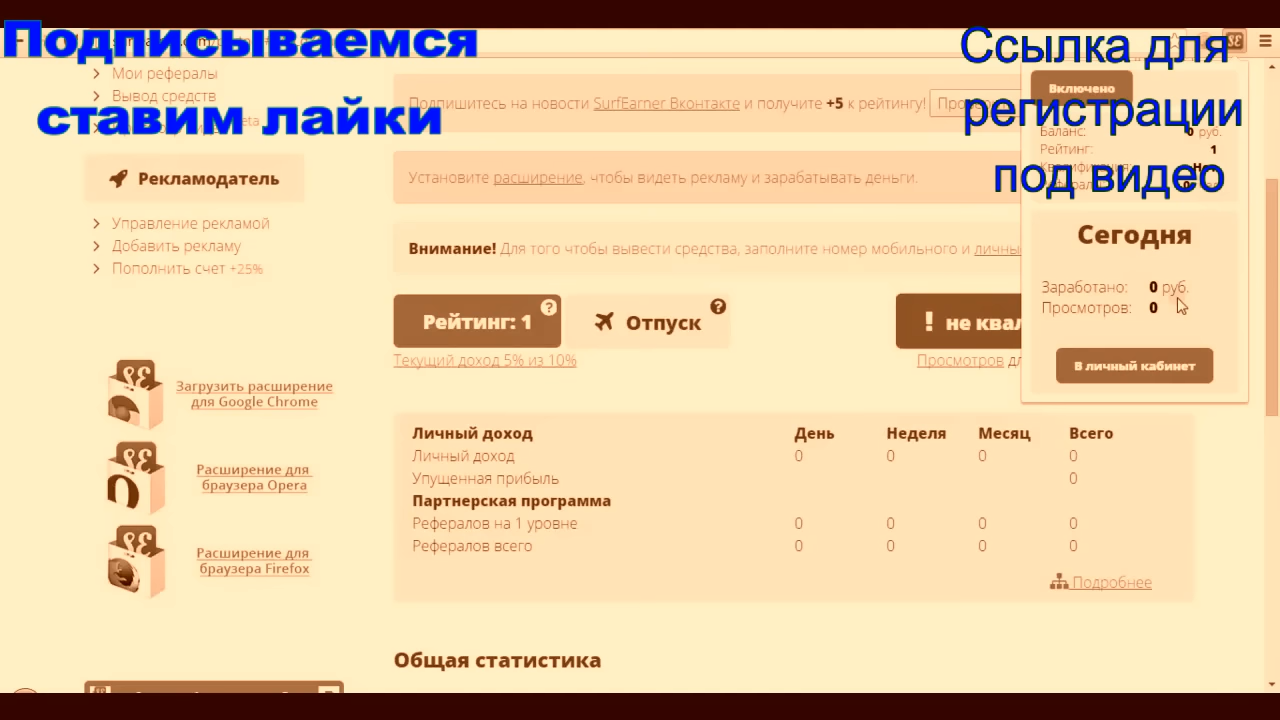 Подписываемся
ставим лайки
Ссылка для
регистрации
под видео
Мои рефералы
Вывод средств
Рекламодатель
Управление рекламой
Добавить рекламу
Пополнить счет +25%
Загрузить расширение
для Google Chrome
Расширение для
браузера Opera
Расширение для
браузера Firefox
Подпишитесь на новости SurfEarner Вконтакте и получите +5 к рейтингу!
Установите расширение, чтобы видеть рекламу и зарабатывать деньги.
Внимание! Для того чтобы вывести средства, заполните номер мобильного и личны
Рейтинг: 1 ?
Отпуск ?
! не квал
Текущий доход 5% из 10%
Просмотров дл
Включено
Баланс: 0 руб.
Рейтинг: 1
Сегодня
Заработано: 0 руб.
Просмотров: 0
В личный кабинет
Личный доход День Неделя Месяц Всего
Личный доход 0 0 0 0
Упущенная прибыль 0
Партнерская программа
Рефералов на 1 уровне 0 0 0 0
Рефералов всего 0 0 0 0
Подробнее
Общая статистика